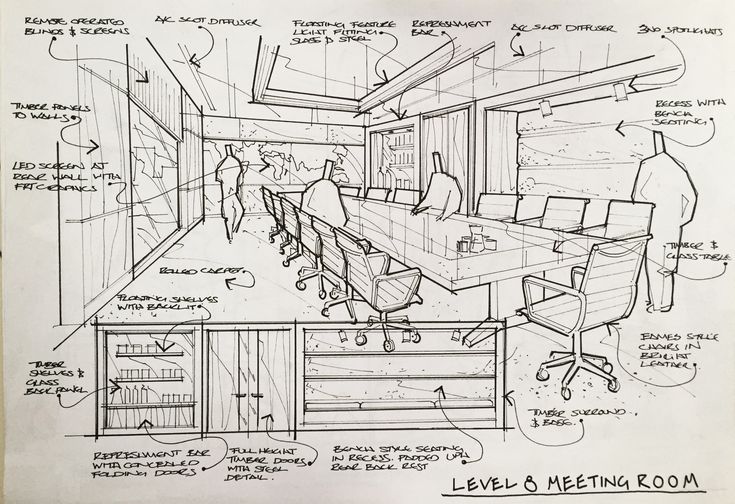 REMOTE OPERATED
BLINDS & SCREENS
A/C SLOT DIFFUSER
FLOATING FEATURE
LIGHT FITTING
GLASS & STEEL
REFRESHMENT
BAR
A/C SLOT DIFFUSER
3NO SPOTLIGHTS
TIMBER PANELS
TO WALLS
RECESS WITH
BENCH
SEATING
LED SCREEN AT
REAR WALL WITH
FRT GRAPHICS
ROLLED CARPET
TIMBER &
GLASS TABLE
FLOATING SHELVES
WITH BACKLIT
TIMBER
SHELVES &
GLASS
BACK PANEL
EAMES STYLE
CHAIRS IN
LEATHER
TIMBER SURROUND
& BASE.
REFRESHMENT BAR
WITH CONCEALED
FOLDING DOORS
FULL HEIGHT
TIMBER DOORS
WITH STEEL
DETAIL.
BENCH STYLE SEATING
IN RECESS. PADDED UPH
REAR BACK REST
LEVEL 8 MEETING ROOM